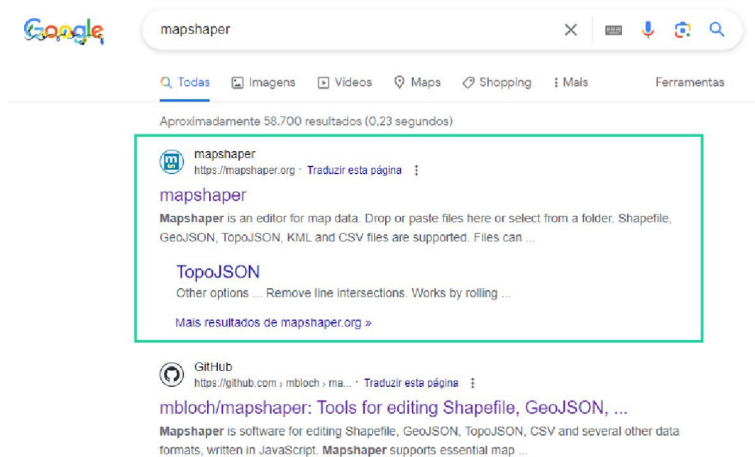 Google
mapshaper
Todas Imagens Vídeos Maps Shopping Mais Ferramentas
Aproximadamente 58.700 resultados (0,23 segundos)
mapshaper
https://mapshaper.org · Traduzir esta página
mapshaper
Mapshaper is an editor for map data. Drop or paste files here or select from a folder. Shapefile,
GeoJSON, TopoJSON, KML and CSV files are supported. Files can ...
TopoJSON
Other options ... Remove line intersections. Works by rolling ...
Mais resultados de mapshaper.org »
GitHub
https://github.com › mbloch › ma... · Traduzir esta página
mbloch/mapshaper: Tools for editing Shapefile, GeoJSON, ...
Mapshaper is software for editing Shapefile, GeoJSON, TopoJSON, CSV and several other data
formats, written in JavaScript. Mapshaper supports essential map ...